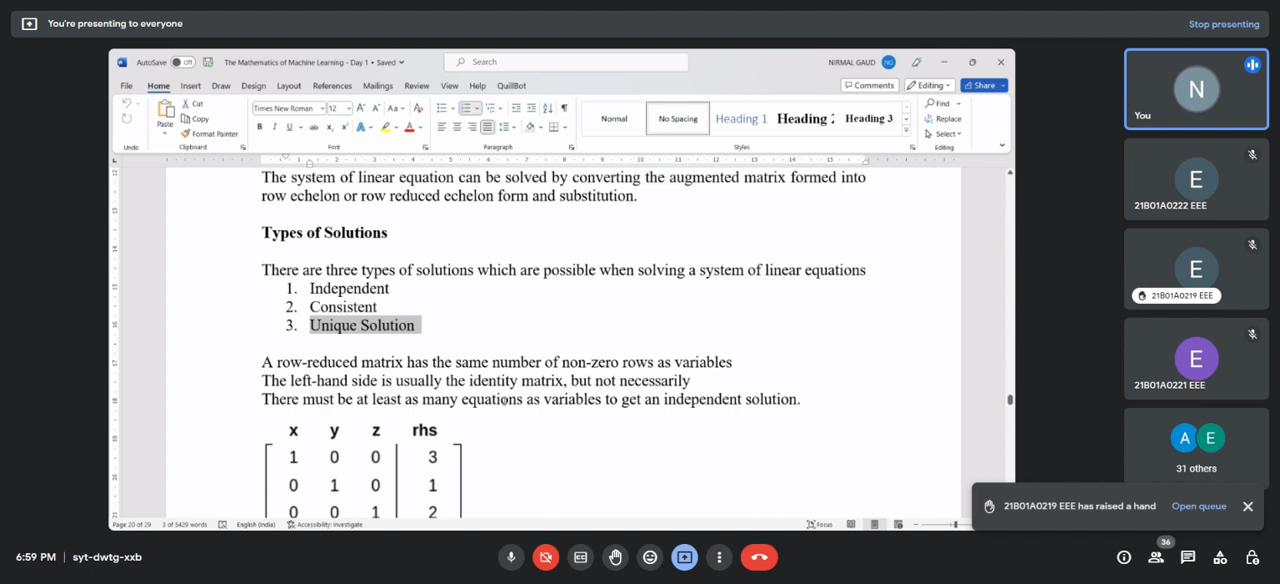 You're presenting to everyone
Stop presenting
AutoSave Off The Mathematics of Machine Learning - Day 1 • Saved Search NIRMAL GAUD NG
File Home Insert Draw Design Layout References Mailings Review View Help QuillBot Comments Editing Share
Cut
Copy
Format Painter
Paste
Times New Roman 12
Normal No Spacing Heading 1 Heading 2 Heading 3
Find
Replace
Select
Undo Clipboard Font Paragraph Styles Editing
The system of linear equation can be solved by converting the augmented matrix formed into
row echelon or row reduced echelon form and substitution.
Types of Solutions
There are three types of solutions which are possible when solving a system of linear equations
1. Independent
2. Consistent
3. Unique Solution
A row-reduced matrix has the same number of non-zero rows as variables
The left-hand side is usually the identity matrix, but not necessarily
There must be at least as many equations as variables to get an independent solution.
x y z rhs
1 0 0 3
0 1 0 1
0 0 1 2
Page 20 of 29 3 of 5429 words English (India) Accessibility: Investigate Focus
N
You
E
21B01A0222 EEE
E
21B01A0219 EEE
E
21B01A0221 EEE
A E
31 others
21B01A0219 EEE has raised a hand Open queue
6:59 PM | syt-dwtg-xxb
36